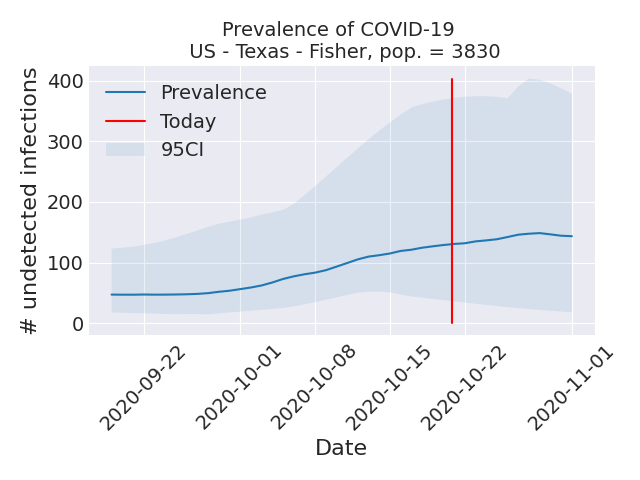 Prevalence of COVID-19
US - Texas - Fisher, pop. = 3830
# undetected infections
400
300
200
100
0
Prevalence
Today
95CI
2020-09-22
2020-10-01
2020-10-08
2020-10-15
2020-10-22
2020-11-01
Date